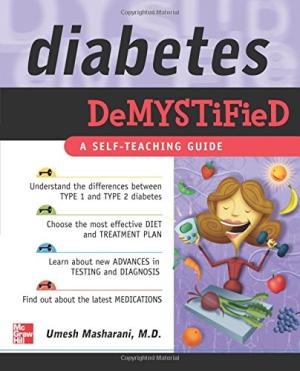 diabetes
DeMYSTiFieD
A SELF-TEACHING GUIDE
Understand the differences between
TYPE 1 and TYPE 2 diabetes
Choose the most effective DIET
and TREATMENT PLAN
Learn about new ADVANCES in
TESTING and DIAGNOSIS
Find out about the latest MEDICATIONS
Mc
Graw
Hill
Umesh Masharani, M.D.